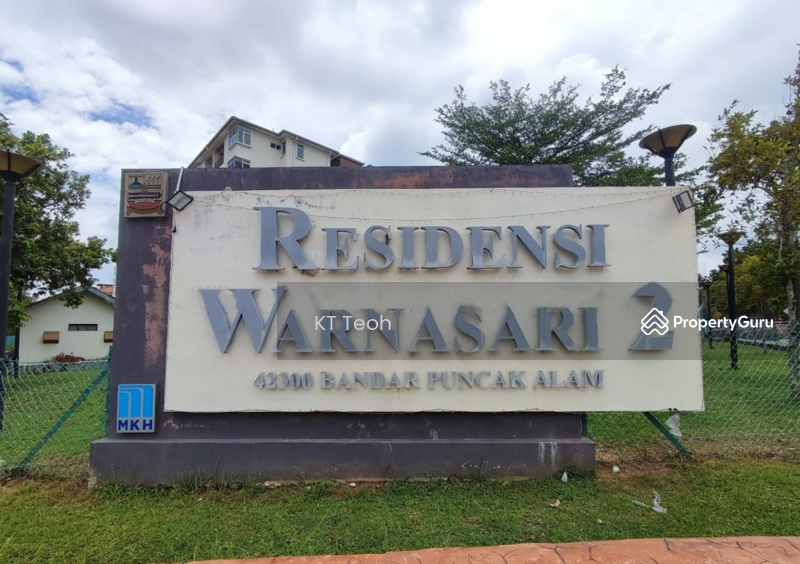 RESIDENSI
WARNASARI 2
KT Teoh
PropertyGuru
42300 BANDAR PUNCAK ALAM
MKH